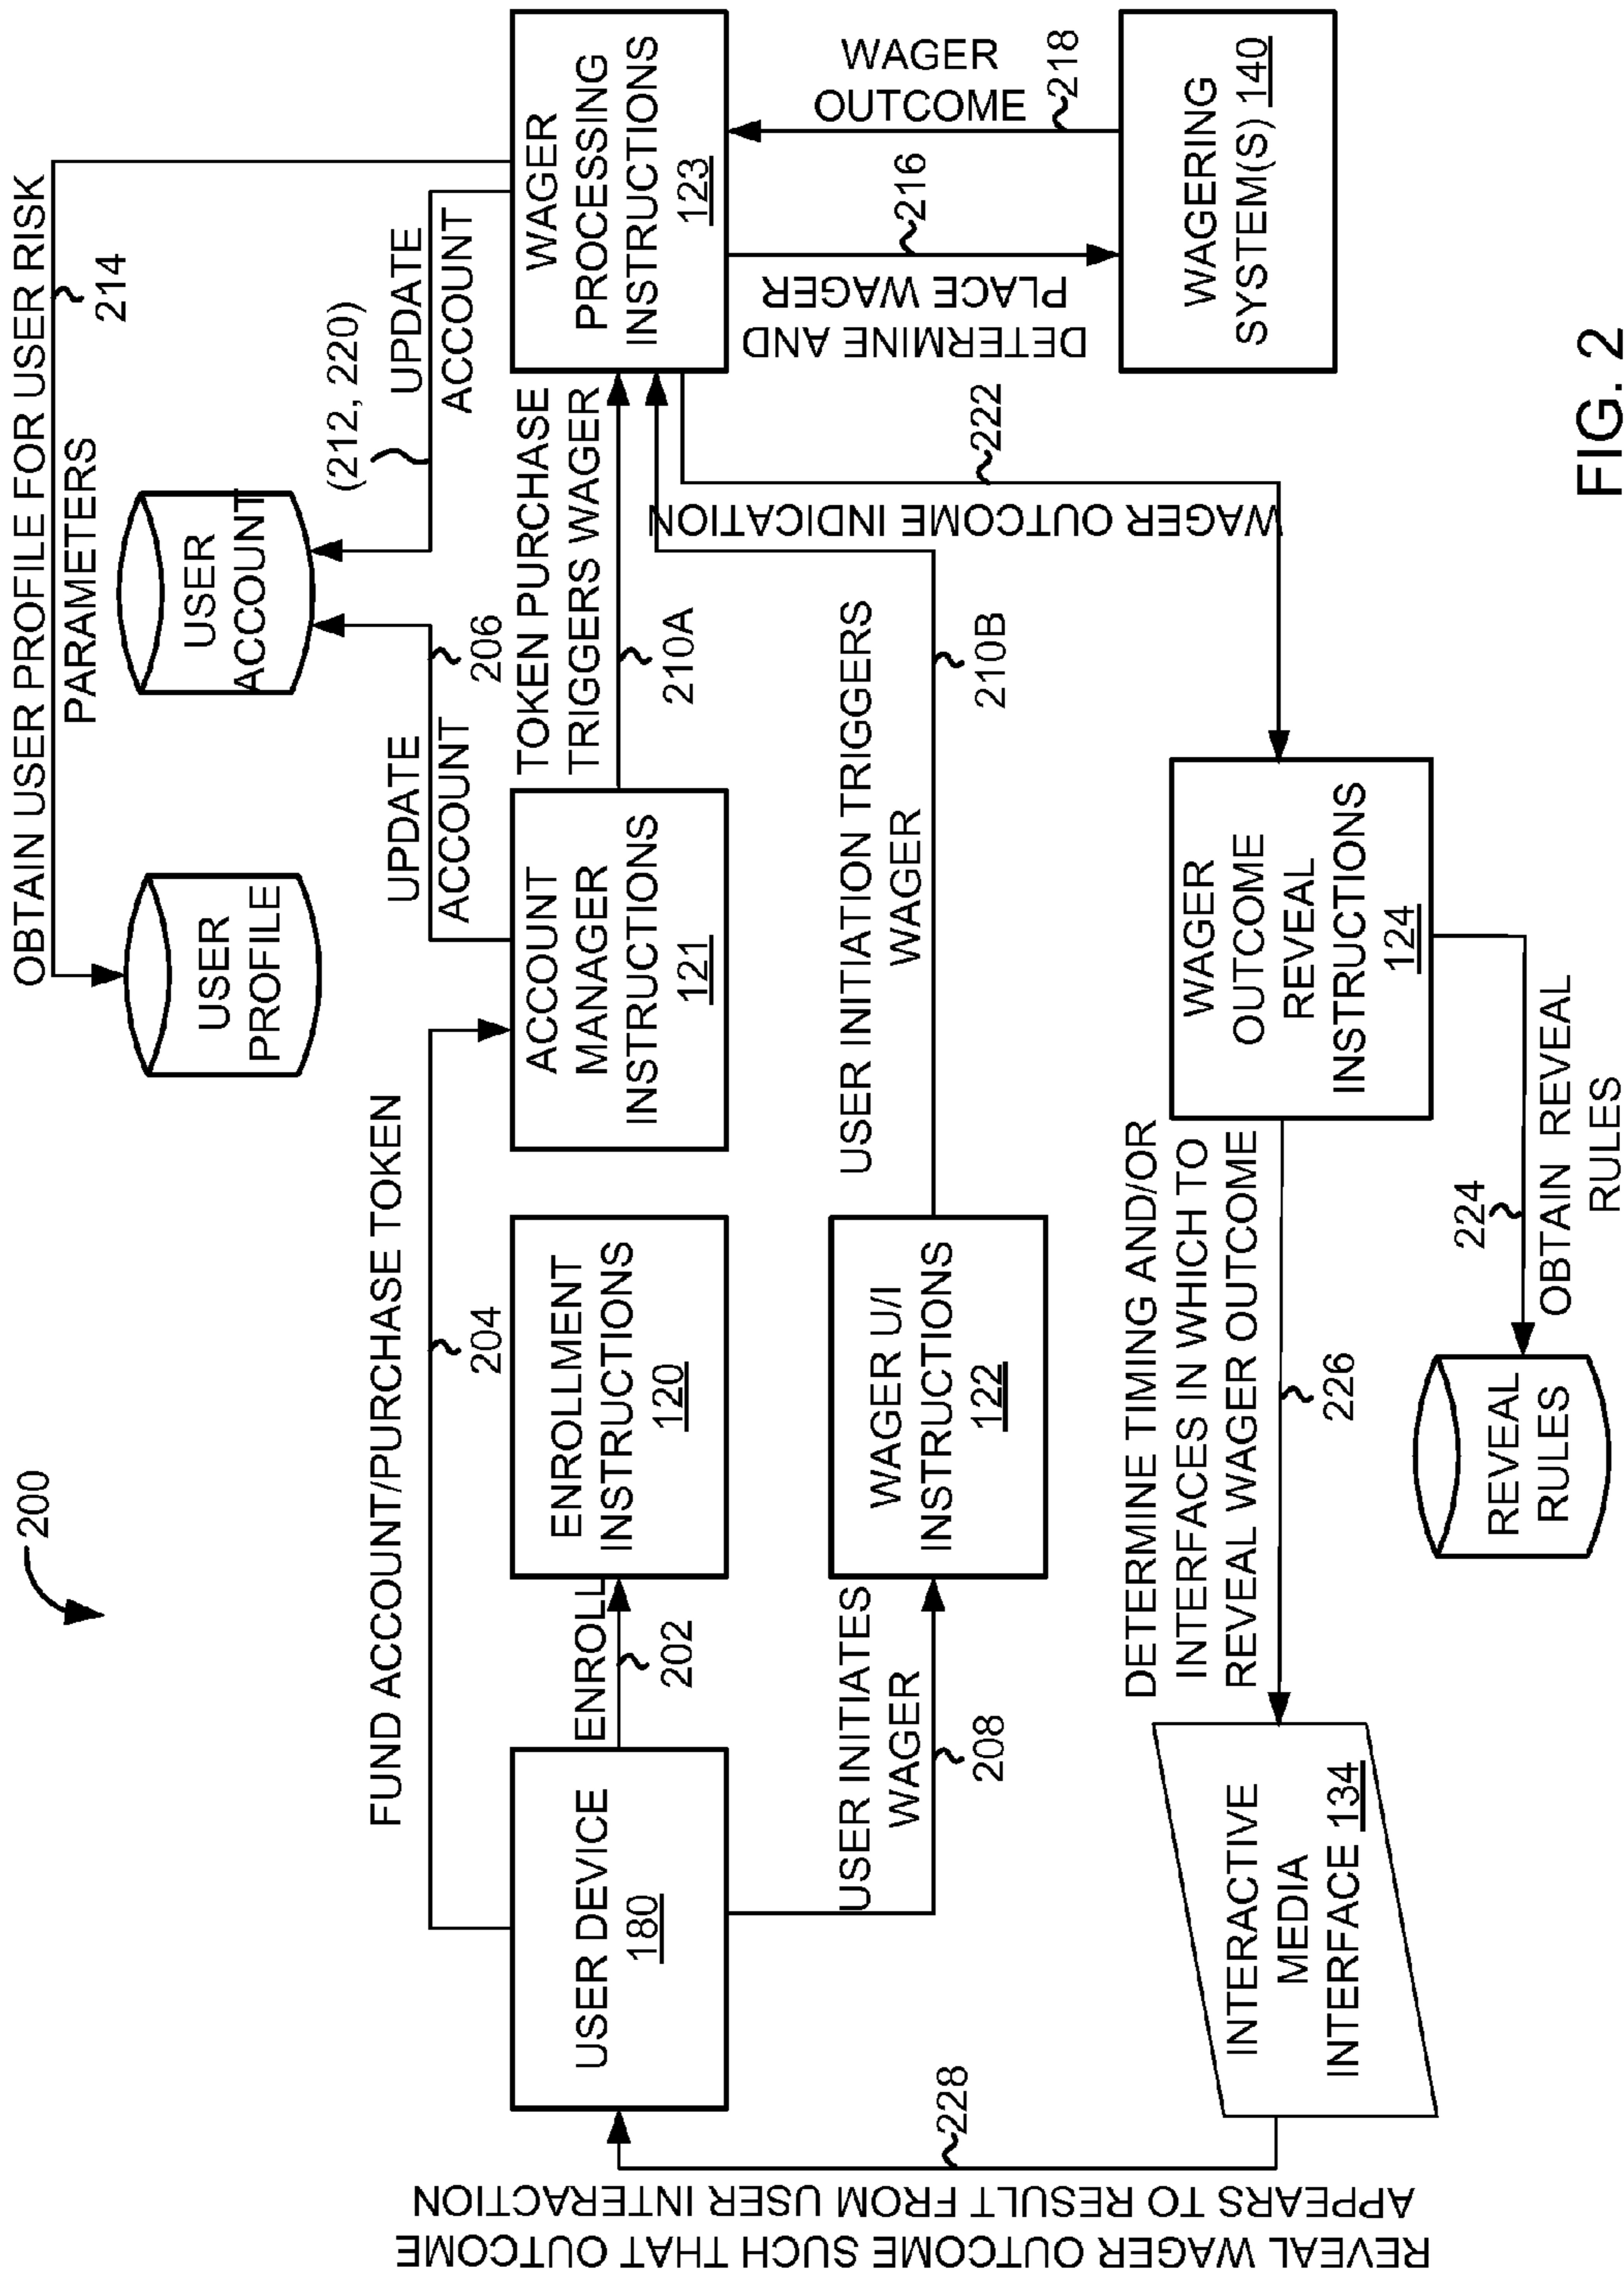 200
OBTAIN USER PROFILE FOR USER RISK
PARAMETERS
214
USER
PROFILE
USER
ACCOUNT
(212, 220)
UPDATE
ACCOUNT
UPDATE
ACCOUNT
206
FUND ACCOUNT/PURCHASE TOKEN
204
USER DEVICE
180
ENROLL
202
ENROLLMENT
INSTRUCTIONS
120
ACCOUNT
MANAGER
INSTRUCTIONS
121
TOKEN PURCHASE
TRIGGERS WAGER
210A
WAGER
PROCESSING
INSTRUCTIONS
123
USER INITIATES
WAGER
208
WAGER U/I
INSTRUCTIONS
122
USER INITIATION TRIGGERS
WAGER
210B
WAGER OUTCOME INDICATION
222
DETERMINE AND
PLACE WAGER
216
WAGER
OUTCOME
218
WAGERING
SYSTEM(S) 140
WAGER
OUTCOME
REVEAL
INSTRUCTIONS
124
DETERMINE TIMING AND/OR
INTERFACES IN WHICH TO
REVEAL WAGER OUTCOME
226
224
OBTAIN REVEAL
RULES
REVEAL
RULES
INTERACTIVE
MEDIA
INTERFACE 134
228
REVEAL WAGER OUTCOME SUCH THAT OUTCOME
APPEARS TO RESULT FROM USER INTERACTION
FIG. 2